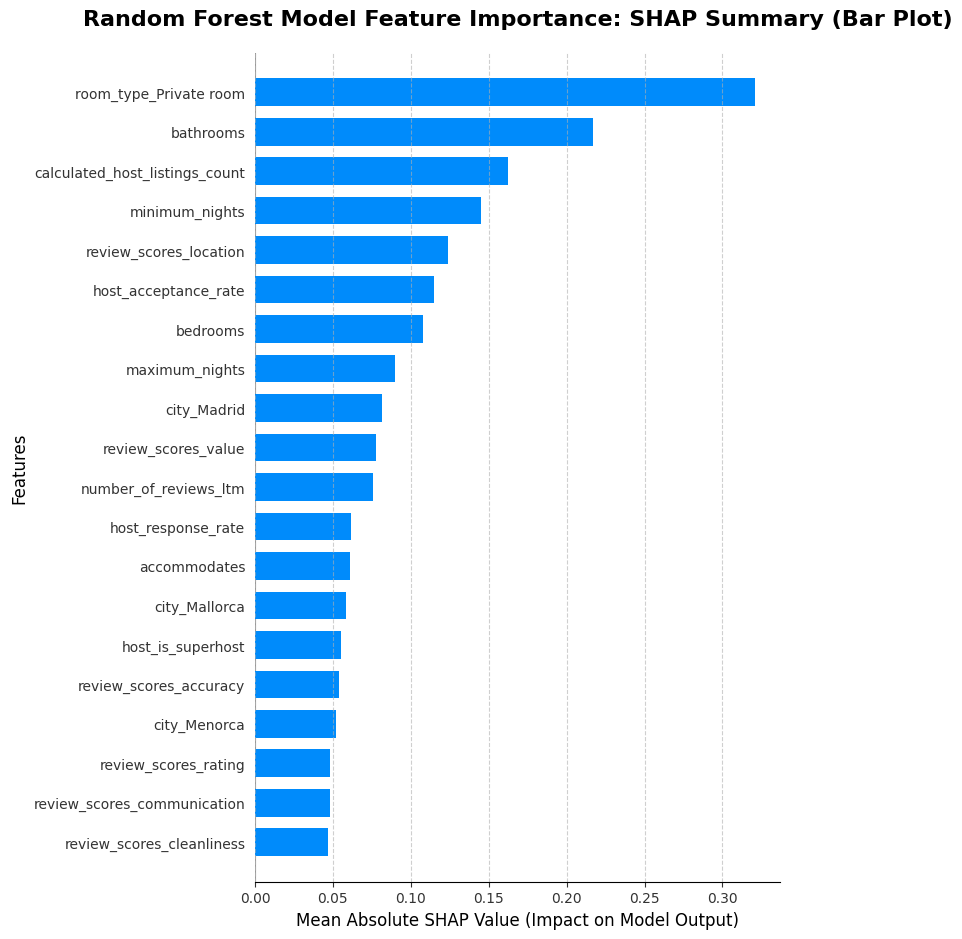 Random Forest Model Feature Importance: SHAP Summary (Bar Plot)
Features
room_type_Private room
bathrooms
calculated_host_listings_count
minimum_nights
review_scores_location
host_acceptance_rate
bedrooms
maximum_nights
city_Madrid
review_scores_value
number_of_reviews_ltm
host_response_rate
accommodates
city_Mallorca
host_is_superhost
review_scores_accuracy
city_Menorca
review_scores_rating
review_scores_communication
review_scores_cleanliness
0.00 0.05 0.10 0.15 0.20 0.25 0.30
Mean Absolute SHAP Value (Impact on Model Output)